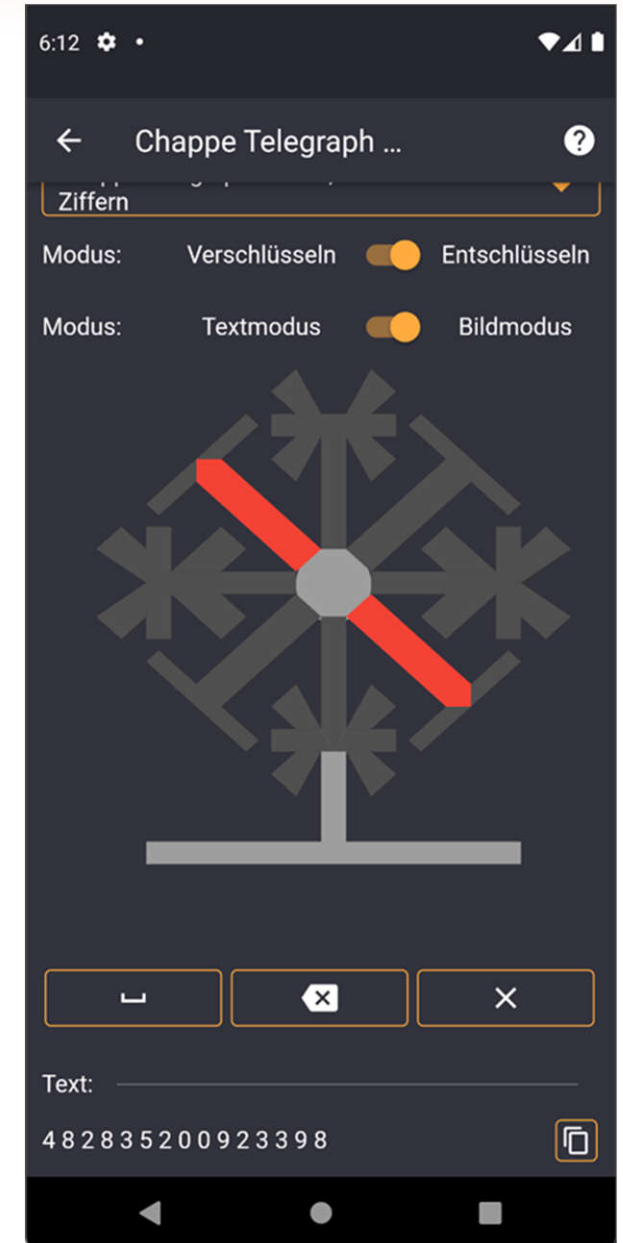 6:12
Chappe Telegraph ...
Ziffern
Modus: Verschlüsseln Entschlüsseln
Modus: Textmodus Bildmodus
Text:
4 8 2 8 3 5 2 0 0 9 2 3 3 9 8